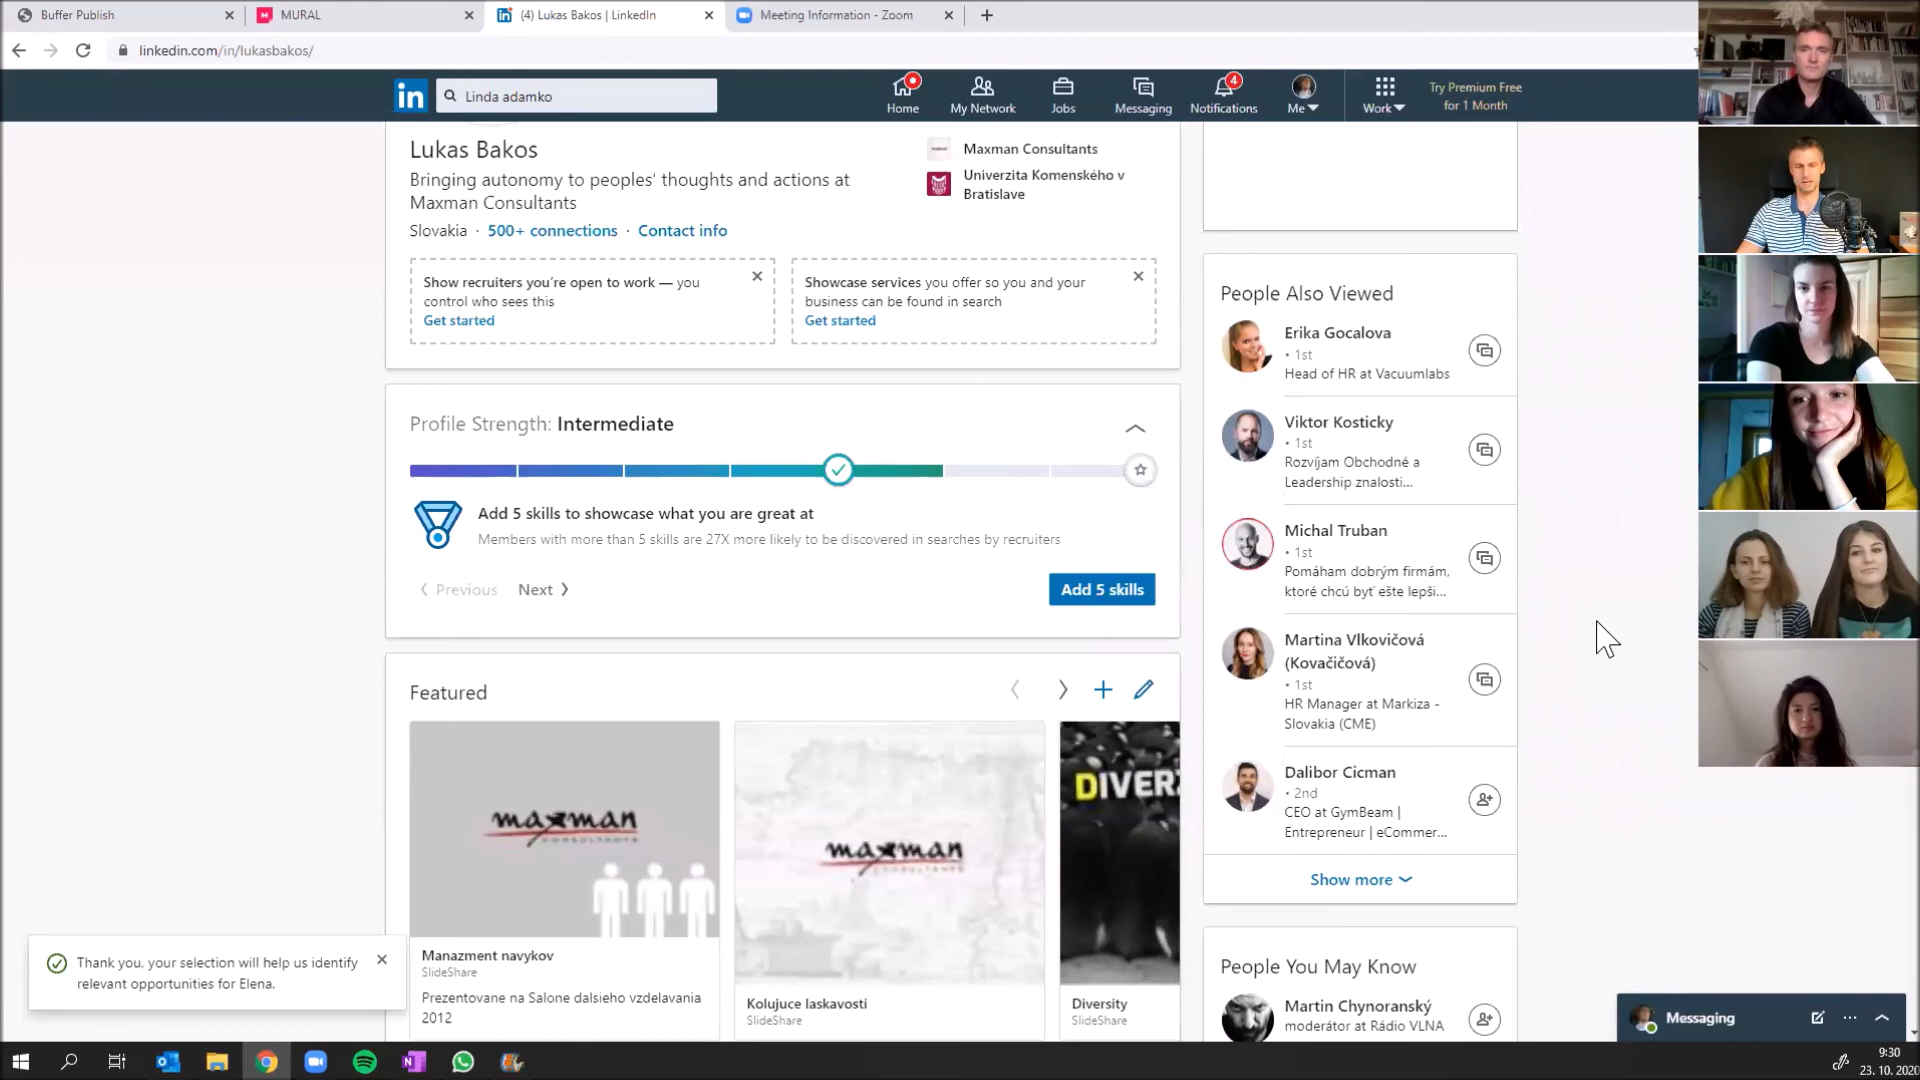 Buffer Publish
MURAL
(4) Lukas Bakos | LinkedIn
Meeting Information - Zoom
linkedin.com/in/lukasbakos/
in
Linda adamko
Home
My Network
Jobs
Messaging
4
Notifications
Me
Work
Try Premium Free
for 1 Month
Lukas Bakos
Bringing autonomy to peoples' thoughts and actions at
Maxman Consultants
Slovakia · 500+ connections · Contact info
Maxman Consultants
Univerzita Komenského v
Bratislave
Show recruiters you're open to work — you
control who sees this
Get started
Showcase services you offer so you and your
business can be found in search
Get started
Profile Strength: Intermediate
Add 5 skills to showcase what you are great at
Members with more than 5 skills are 27X more likely to be discovered in searches by recruiters
Previous
Next
Add 5 skills
Featured
maxman
CONSULTANTS
Manazment navykov
SlideShare
Prezentovane na Salone dalsieho vzdelavania
2012
maxman
CONSULTANTS
Kolujuce laskavosti
SlideShare
DIVERZ
Diversity
SlideShare
People Also Viewed
Erika Gocalova
• 1st
Head of HR at Vacuumlabs
Viktor Kosticky
• 1st
Rozvíjam Obchodné a
Leadership znalosti...
Michal Truban
• 1st
Pomáham dobrým firmám,
ktoré chcú byť ešte lepši...
Martina Vlkovičová
(Kovačičová)
• 1st
HR Manager at Markiza -
Slovakia (CME)
Dalibor Cicman
• 2nd
CEO at GymBeam |
Entrepreneur | eCommer...
Show more
People You May Know
Martin Chynoranský
moderátor at Rádio VLNA
Thank you, your selection will help us identify
relevant opportunities for Elena.
Messaging
9:30
23. 10. 2020